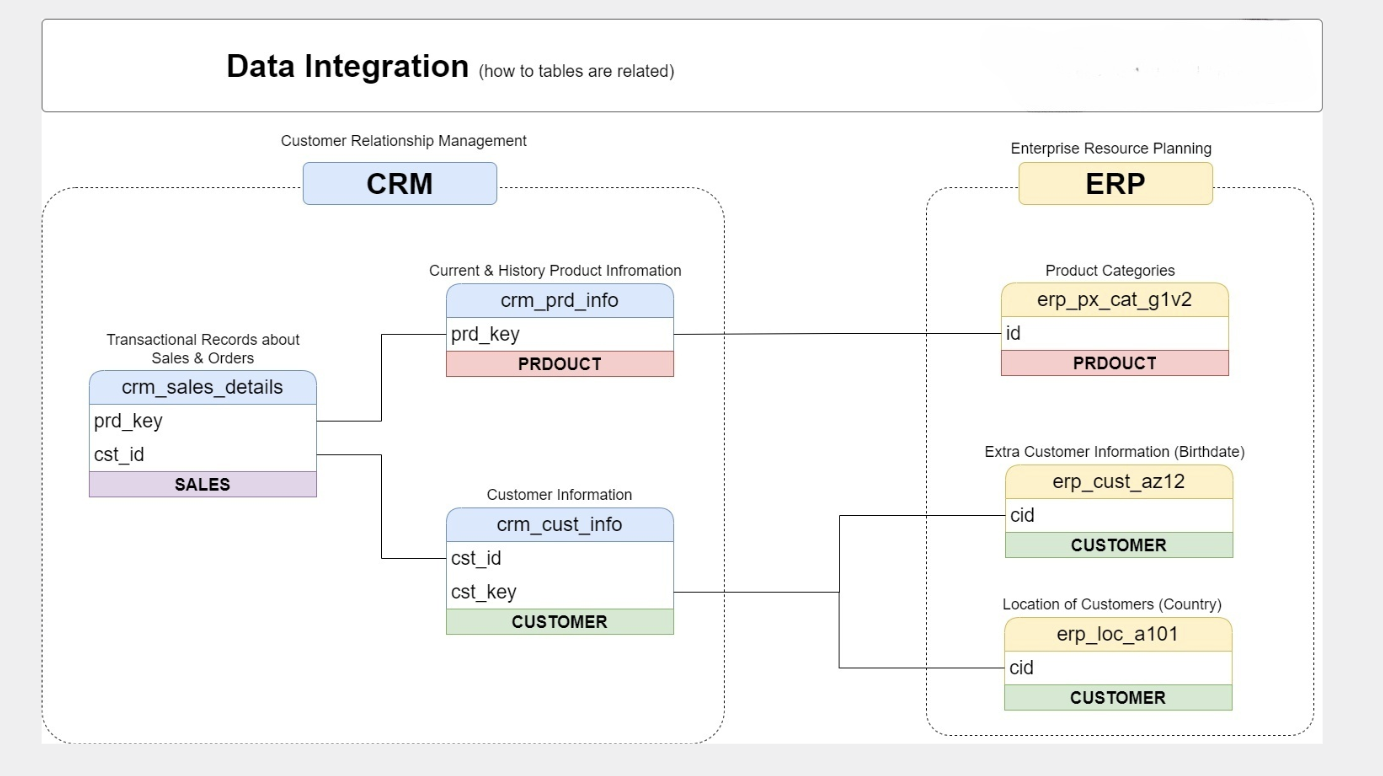 Data Integration (how to tables are related)
Customer Relationship Management
CRM
Current & History Product Infromation
crm_prd_info
prd_key
PRDOUCT
Transactional Records about
Sales & Orders
crm_sales_details
prd_key
cst_id
SALES
Customer Information
crm_cust_info
cst_id
cst_key
CUSTOMER
Enterprise Resource Planning
ERP
Product Categories
erp_px_cat_g1v2
id
PRDOUCT
Extra Customer Information (Birthdate)
erp_cust_az12
cid
CUSTOMER
Location of Customers (Country)
erp_loc_a101
cid
CUSTOMER